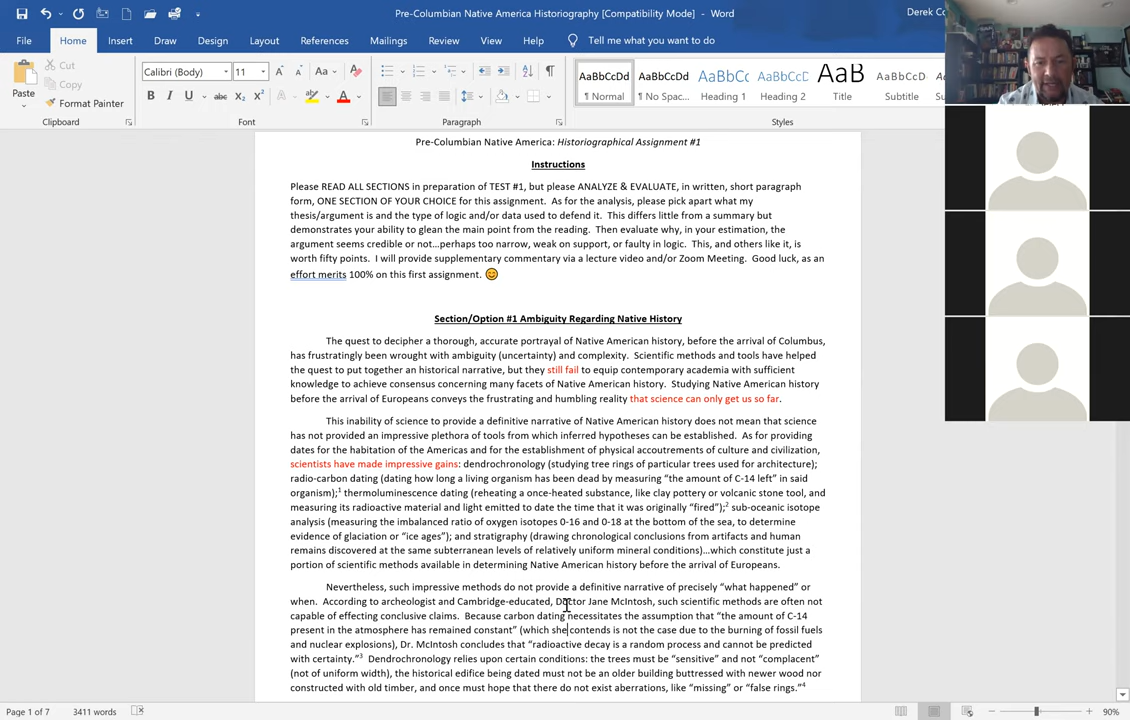 Pre-Columbian Native America Historiography [Compatibility Mode] - Word
Derek Co
File Home Insert Draw Design Layout References Mailings Review View Help Tell me what you want to do
Cut
Copy
Paste
Format Painter
Calibri (Body) 11
AaBbCcDd AaBbCcDd AaBbCc AaBbCcD AaB AaBbCcD
¶ Normal ¶ No Spac... Heading 1 Heading 2 Title Subtitle
Clipboard Font Paragraph Styles
Pre-Columbian Native America: Historiographical Assignment #1
Instructions
Please READ ALL SECTIONS in preparation of TEST #1, but please ANALYZE & EVALUATE, in written, short paragraph
form, ONE SECTION OF YOUR CHOICE for this assignment. As for the analysis, please pick apart what my
thesis/argument is and the type of logic and/or data used to defend it. This differs little from a summary but
demonstrates your ability to glean the main point from the reading. Then evaluate why, in your estimation, the
argument seems credible or not...perhaps too narrow, weak on support, or faulty in logic. This, and others like it, is
worth fifty points. I will provide supplementary commentary via a lecture video and/or Zoom Meeting. Good luck, as an
effort merits 100% on this first assignment. 😊
Section/Option #1 Ambiguity Regarding Native History
The quest to decipher a thorough, accurate portrayal of Native American history, before the arrival of Columbus,
has frustratingly been wrought with ambiguity (uncertainty) and complexity. Scientific methods and tools have helped
the quest to put together an historical narrative, but they still fail to equip contemporary academia with sufficient
knowledge to achieve consensus concerning many facets of Native American history. Studying Native American history
before the arrival of Europeans conveys the frustrating and humbling reality that science can only get us so far.
This inability of science to provide a definitive narrative of Native American history does not mean that science
has not provided an impressive plethora of tools from which inferred hypotheses can be established. As for providing
dates for the habitation of the Americas and for the establishment of physical accoutrements of culture and civilization,
scientists have made impressive gains: dendrochronology (studying tree rings of particular trees used for architecture);
radio-carbon dating (dating how long a living organism has been dead by measuring “the amount of C-14 left” in said
organism);1 thermoluminescence dating (reheating a once-heated substance, like clay pottery or volcanic stone tool, and
measuring its radioactive material and light emitted to date the time that it was originally “fired”);2 sub-oceanic isotope
analysis (measuring the imbalanced ratio of oxygen isotopes 0-16 and 0-18 at the bottom of the sea, to determine
evidence of glaciation or “ice ages”); and stratigraphy (drawing chronological conclusions from artifacts and human
remains discovered at the same subterranean levels of relatively uniform mineral conditions)...which constitute just a
portion of scientific methods available in determining Native American history before the arrival of Europeans.
Nevertheless, such impressive methods do not provide a definitive narrative of precisely “what happened” or
when. According to archeologist and Cambridge-educated, Doctor Jane McIntosh, such scientific methods are often not
capable of effecting conclusive claims. Because carbon dating necessitates the assumption that “the amount of C-14
present in the atmosphere has remained constant” (which she contends is not the case due to the burning of fossil fuels
and nuclear explosions), Dr. McIntosh concludes that “radioactive decay is a random process and cannot be predicted
with certainty.”3 Dendrochronology relies upon certain conditions: the trees must be “sensitive” and not “complacent”
(not of uniform width), the historical edifice being dated must not be an older building buttressed with newer wood nor
constructed with old timber, and once must hope that there do not exist aberrations, like “missing” or “false rings.”4
Page 1 of 7 3411 words 90%